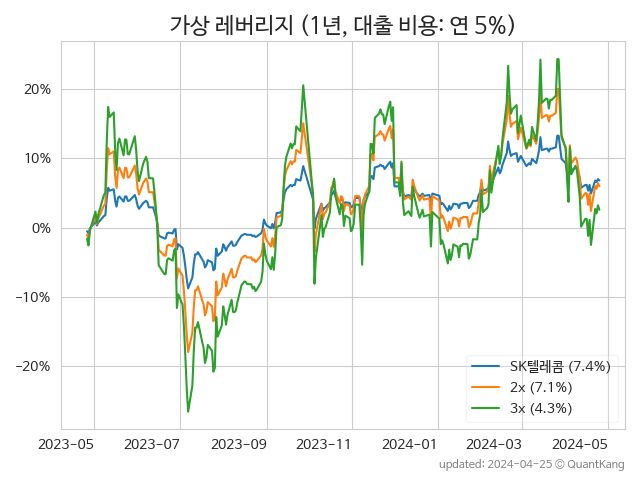 가상 레버리지 (1년, 대출 비용: 연 5%)
20%
10%
0%
−10%
−20%
SK텔레콤 (7.4%)
2x (7.1%)
3x (4.3%)
2023-05 2023-07 2023-09 2023-11 2024-01 2024-03 2024-05
updated: 2024-04-25 © QuantKang